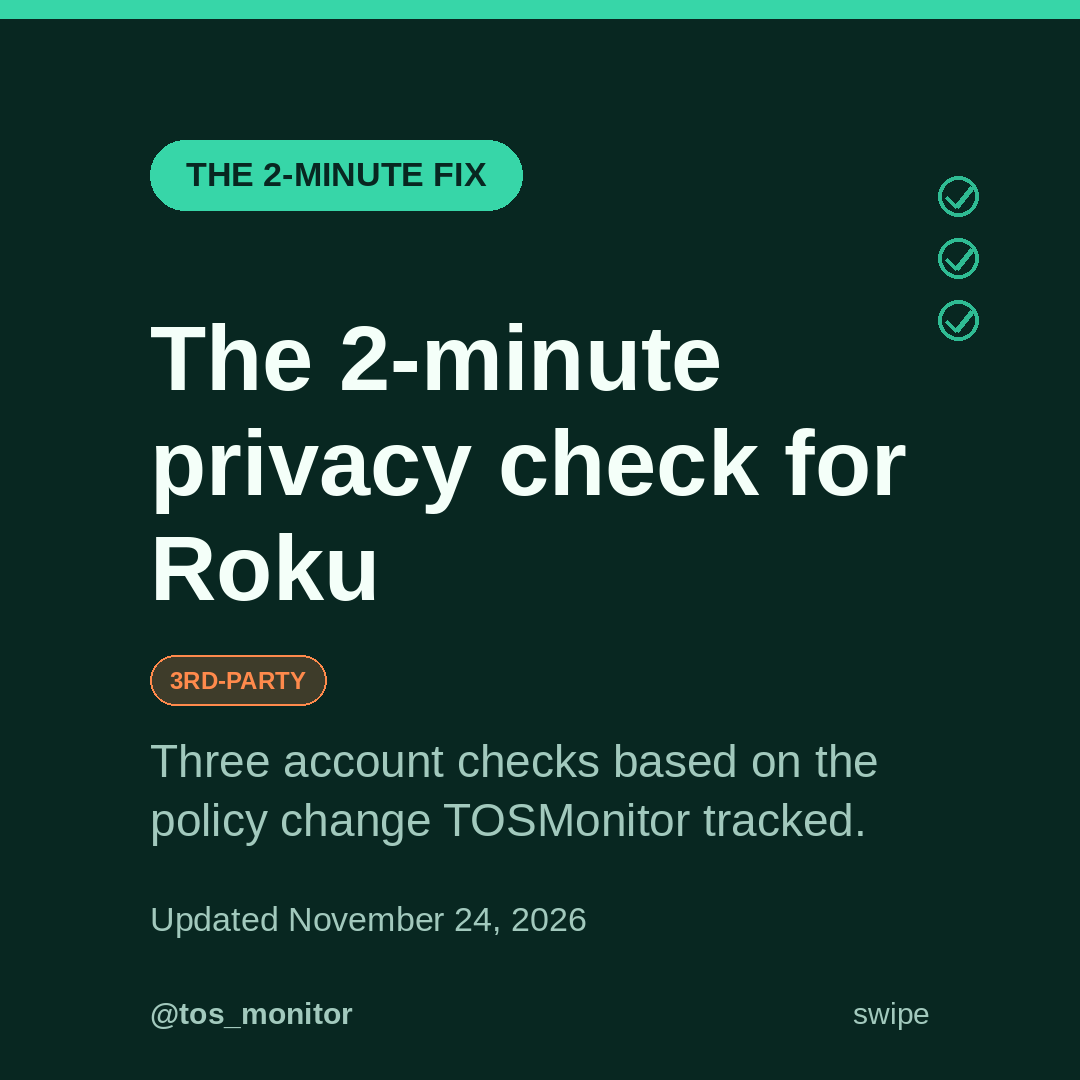 THE 2-MINUTE FIX
The 2-minute
privacy check for
Roku
3RD-PARTY
Three account checks based on the
policy change TOSMonitor tracked.
Updated November 24, 2026
@tos_monitor
swipe